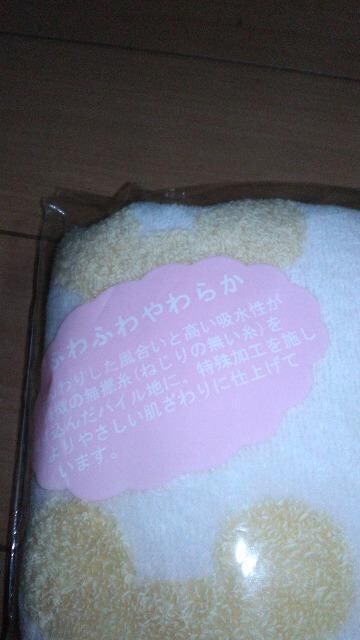 わふわやわらか
わりした風合いと高い吸水性が
徴の無撚糸(ねじりの無い糸)を
込んだパイル地に、特殊加工を施し
よりやさしい肌ざわりに仕上げて
います。